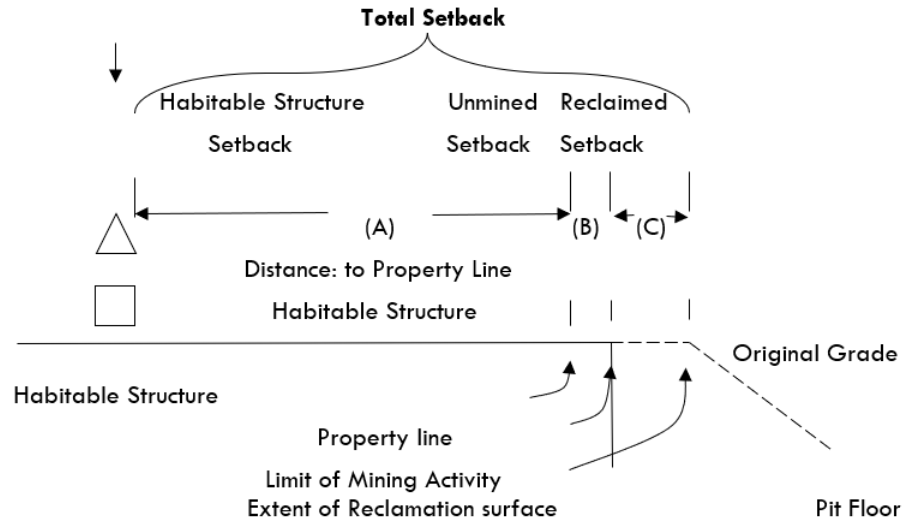 Total Setback
Habitable Structure Unmined Reclaimed
Setback Setback Setback
(A) (B) (C)
Distance: to Property Line
Habitable Structure
Original Grade
Habitable Structure
Property line
Limit of Mining Activity
Extent of Reclamation surface
Pit Floor